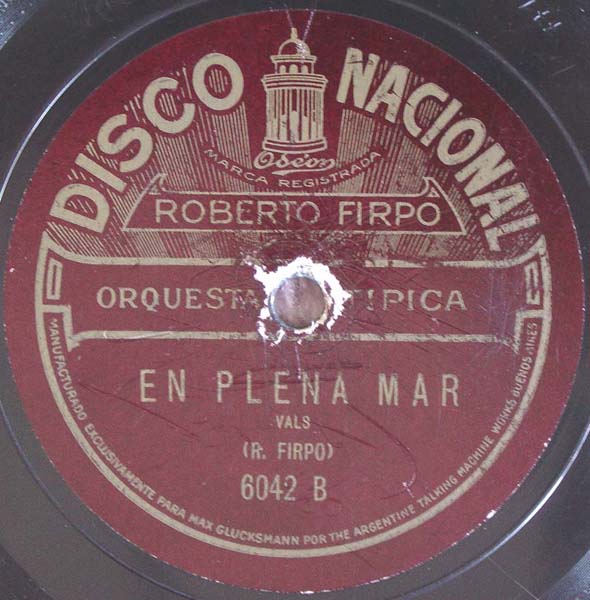 DISCO NACIONAL
Odeon
MARCA REGISTRADA
ROBERTO FIRPO
ORQUESTA TIPICA
EN PLENA MAR
VALS
(R. FIRPO)
6042 B
MANUFACTURADO EXCLUSIVAMENTE PARA MAX GLUCKSMANN POR THE ARGENTINE TALKING MACHINE WORKS BUENOS AIRES